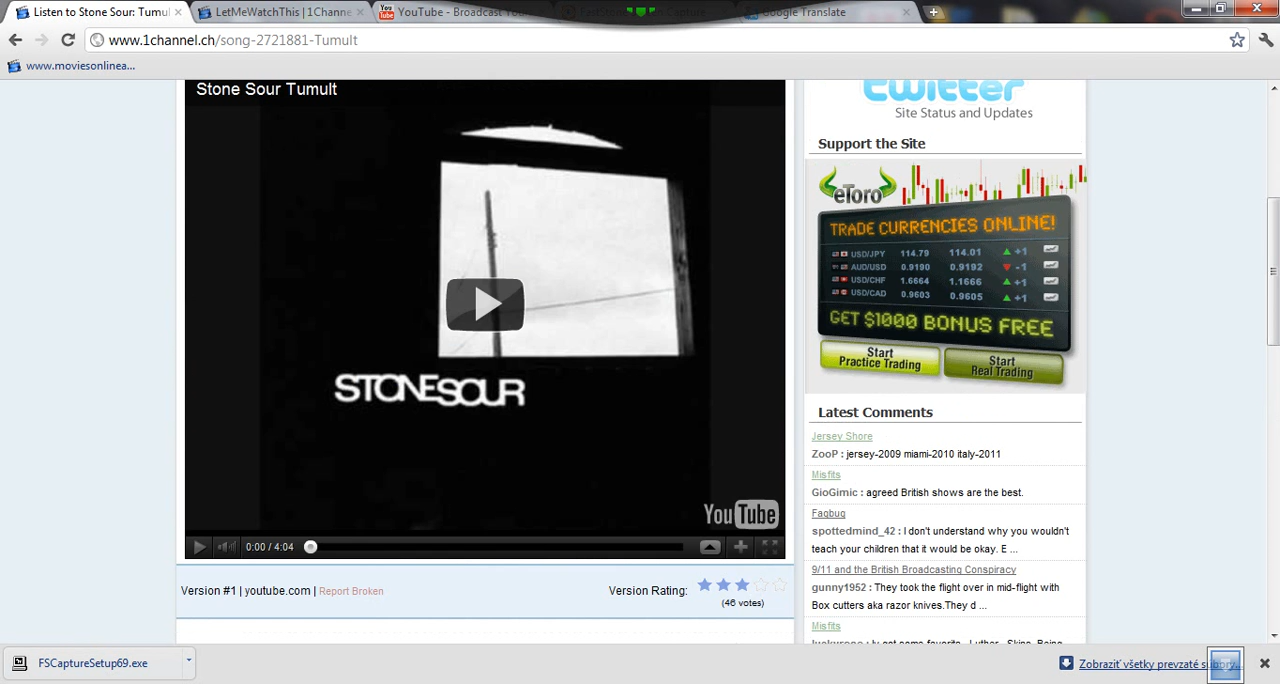 Listen to Stone Sour: Tumul
LetMeWatchThis | 1Channe
YouTube - Broadcast
Google Translate
www.1channel.ch/song-2721881-Tumult
www.moviesonlinea...
Stone Sour Tumult
STONESOUR
YouTube
0:00 / 4:04
Version #1 | youtube.com | Report Broken
Version Rating:
(46 votes)
twitter
Site Status and Updates
Support the Site
eToro
TRADE CURRENCIES ONLINE!
USD/JPY 114.79 114.01 +1
AUD/USD 0.9190 0.9192 -1
USD/CHF 1.6664 1.1666 +1
USD/CAD 0.9603 0.9605 +1
GET $1000 BONUS FREE
Start
Practice Trading
Start
Real Trading
Latest Comments
Jersey Shore
ZooP : jersey-2009 miami-2010 italy-2011
Misfits
GioGimic : agreed British shows are the best.
Fagbug
spottedmind_42 : I don't understand why you wouldn't
teach your children that it would be okay. E ...
9/11 and the British Broadcasting Conspiracy
gunny1952 : They took the flight over in mid-flight with
Box cutters aka razor knives.They d ...
Misfits
FSCaptureSetup69.exe
Zobraziť všetky prevzaté súbory...